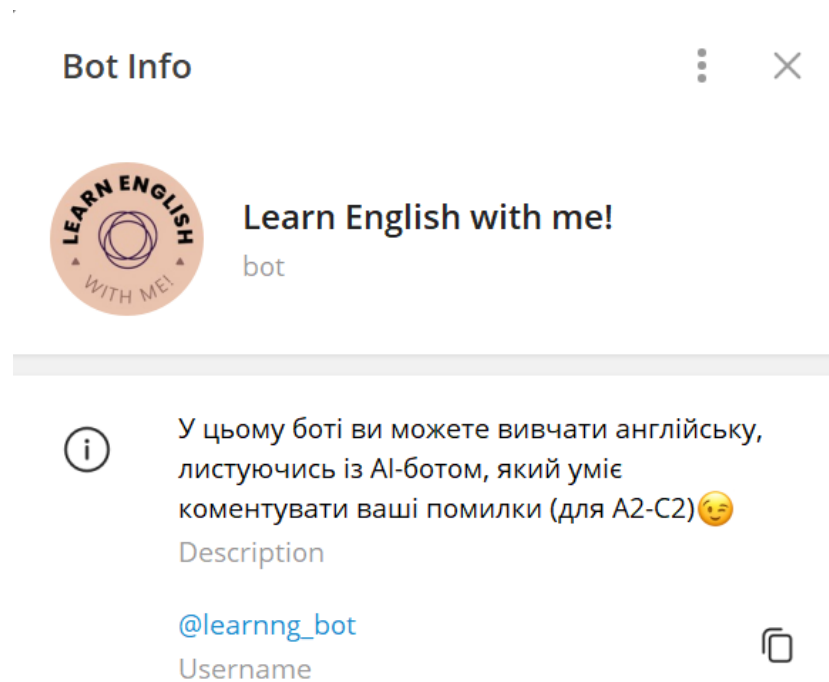 Bot Info
LEARN ENGLISH
WITH ME!
Learn English with me!
bot
У цьому боті ви можете вивчати англійську,
листуючись із AI-ботом, який уміє
коментувати ваші помилки (для A2-C2)😉
Description
@learnng_bot
Username